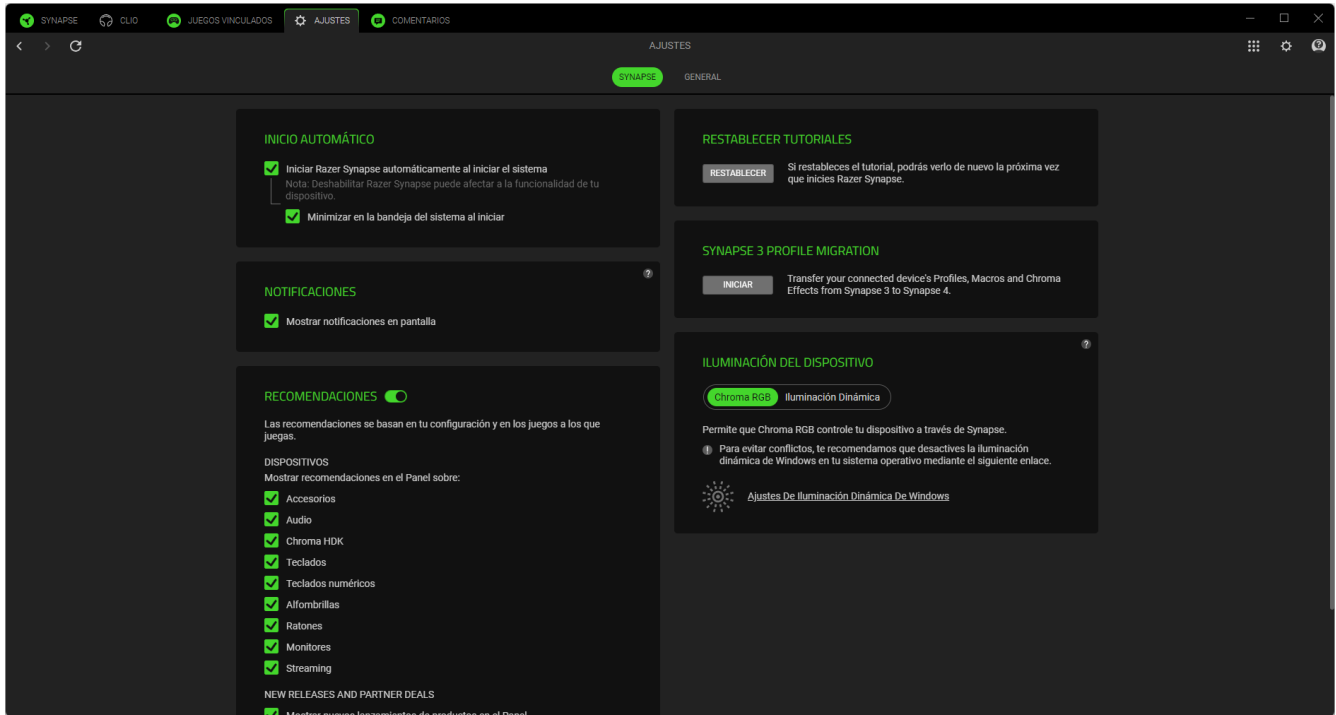 SYNAPSE
CLIO
JUEGOS VINCULADOS
AJUSTES
COMENTARIOS
AJUSTES
SYNAPSE
GENERAL
INICIO AUTOMÁTICO
Iniciar Razer Synapse automáticamente al iniciar el sistema
Nota: Deshabilitar Razer Synapse puede afectar a la funcionalidad de tu
dispositivo.
Minimizar en la bandeja del sistema al iniciar
NOTIFICACIONES
Mostrar notificaciones en pantalla
RECOMENDACIONES
Las recomendaciones se basan en tu configuración y en los juegos a los que
juegas.
DISPOSITIVOS
Mostrar recomendaciones en el Panel sobre:
Accesorios
Audio
Chroma HDK
Teclados
Teclados numéricos
Alfombrillas
Ratones
Monitores
Streaming
NEW RELEASES AND PARTNER DEALS
Mostrar nuevos lanzamientos de productos en el Panel
RESTABLECER TUTORIALES
RESTABLECER
Si restableces el tutorial, podrás verlo de nuevo la próxima vez
que inicies Razer Synapse.
SYNAPSE 3 PROFILE MIGRATION
INICIAR
Transfer your connected device's Profiles, Macros and Chroma
Effects from Synapse 3 to Synapse 4.
ILUMINACIÓN DEL DISPOSITIVO
Chroma RGB
Iluminación Dinámica
Permite que Chroma RGB controle tu dispositivo a través de Synapse.
Para evitar conflictos, te recomendamos que desactives la iluminación
dinámica de Windows en tu sistema operativo mediante el siguiente enlace.
Ajustes De Iluminación Dinámica De Windows